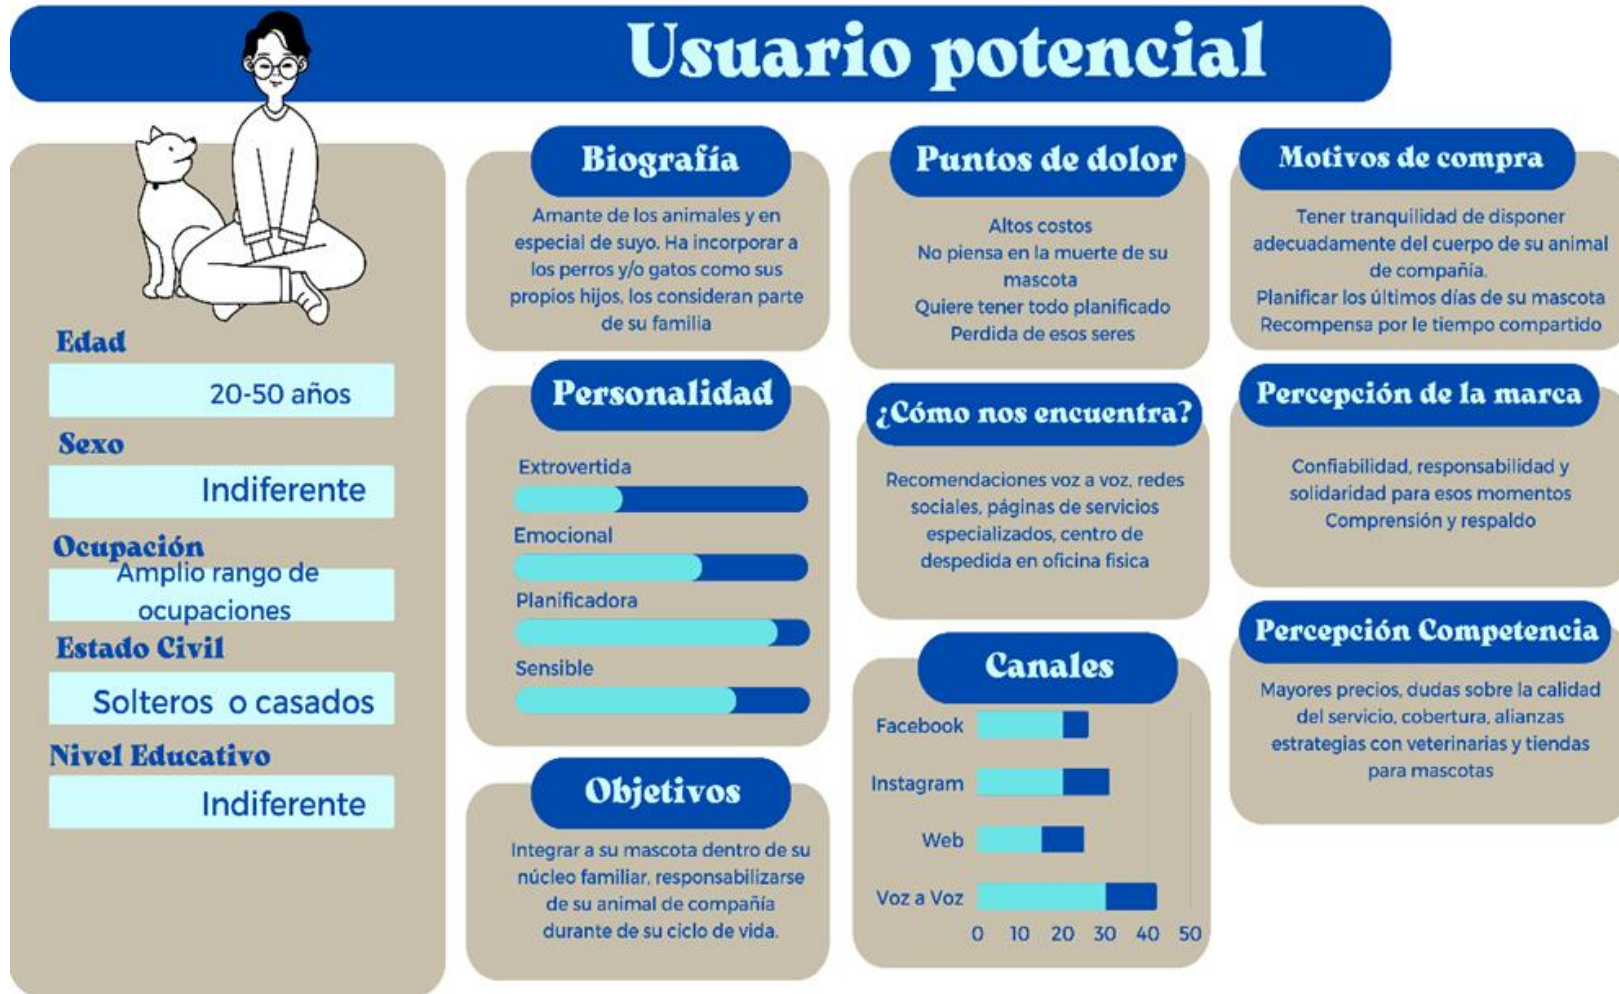 Usuario potencial
Edad
20-50 años
Sexo
Indiferente
Ocupación
Amplio rango de
ocupaciones
Estado Civil
Solteros o casados
Nivel Educativo
Indiferente
Biografía
Amante de los animales y en
especial de suyo. Ha incorporar a
los perros y/o gatos como sus
propios hijos, los consideran parte
de su familia
Personalidad
Extrovertida
Emocional
Planificadora
Sensible
Objetivos
Integrar a su mascota dentro de su
núcleo familiar, responsabilizarse
de su animal de compañía
durante de su ciclo de vida.
Puntos de dolor
Altos costos
No piensa en la muerte de su
mascota
Quiere tener todo planificado
Perdida de esos seres
¿Cómo nos encuentra?
Recomendaciones voz a voz, redes
sociales, páginas de servicios
especializados, centro de
despedida en oficina fisica
Canales
Facebook
Instagram
Web
Voz a Voz
0 10 20 30 40 50
Motivos de compra
Tener tranquilidad de disponer
adecuadamente del cuerpo de su animal
de compañía.
Planificar los últimos días de su mascota
Recompensa por le tiempo compartido
Percepción de la marca
Confiabilidad, responsabilidad y
solidaridad para esos momentos
Comprensión y respaldo
Percepción Competencia
Mayores precios, dudas sobre la calidad
del servicio, cobertura, alianzas
estrategias con veterinarias y tiendas
para mascotas